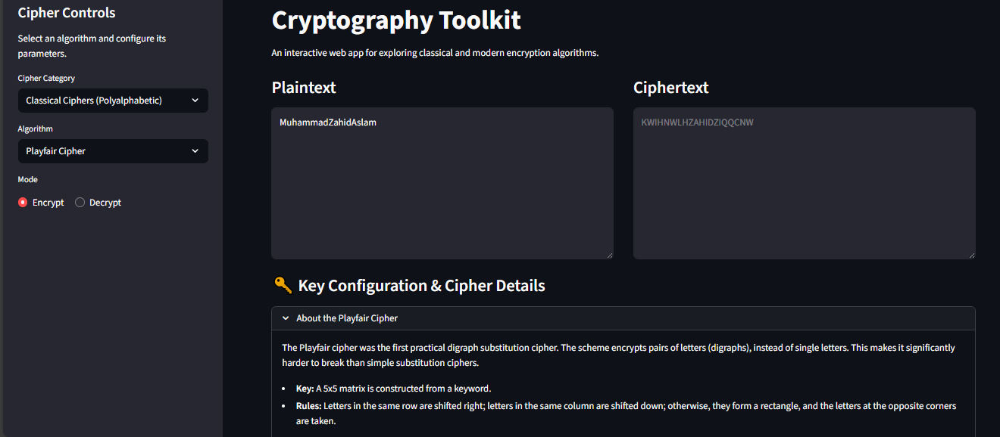 Cipher Controls
Select an algorithm and configure its
parameters.
Cipher Category
Classical Ciphers (Polyalphabetic)
Algorithm
Playfair Cipher
Mode
Encrypt
Decrypt
Cryptography Toolkit
An interactive web app for exploring classical and modern encryption algorithms.
Plaintext
MuhammadZahidAslam
Ciphertext
KWIHNWLHZAHIDZIQQCNW
Key Configuration & Cipher Details
About the Playfair Cipher
The Playfair cipher was the first practical digraph substitution cipher. The scheme encrypts pairs of letters (digraphs), instead of single letters. This makes it significantly
harder to break than simple substitution ciphers.
• Key: A 5x5 matrix is constructed from a keyword.
• Rules: Letters in the same row are shifted right; letters in the same column are shifted down; otherwise, they form a rectangle, and the letters at the opposite corners
are taken.